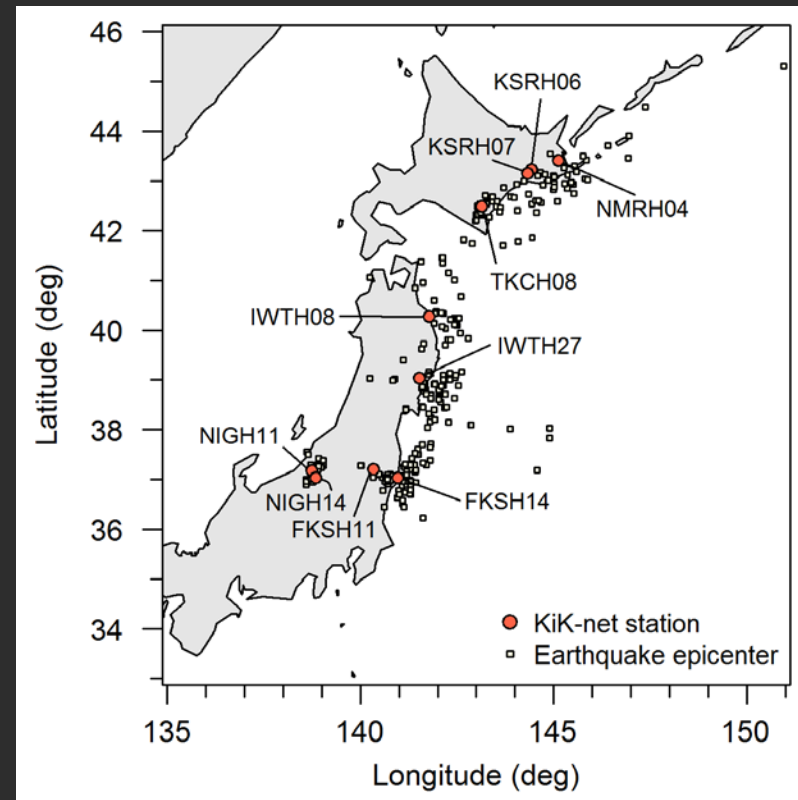 46
44
42
40
38
36
34
Latitude (deg)
KSRH06
KSRH07
NMRH04
TKCH08
IWTH08
IWTH27
NIGH11
NIGH14
FKSH11
FKSH14
KiK-net station
Earthquake epicenter
135
140
145
150
Longitude (deg)